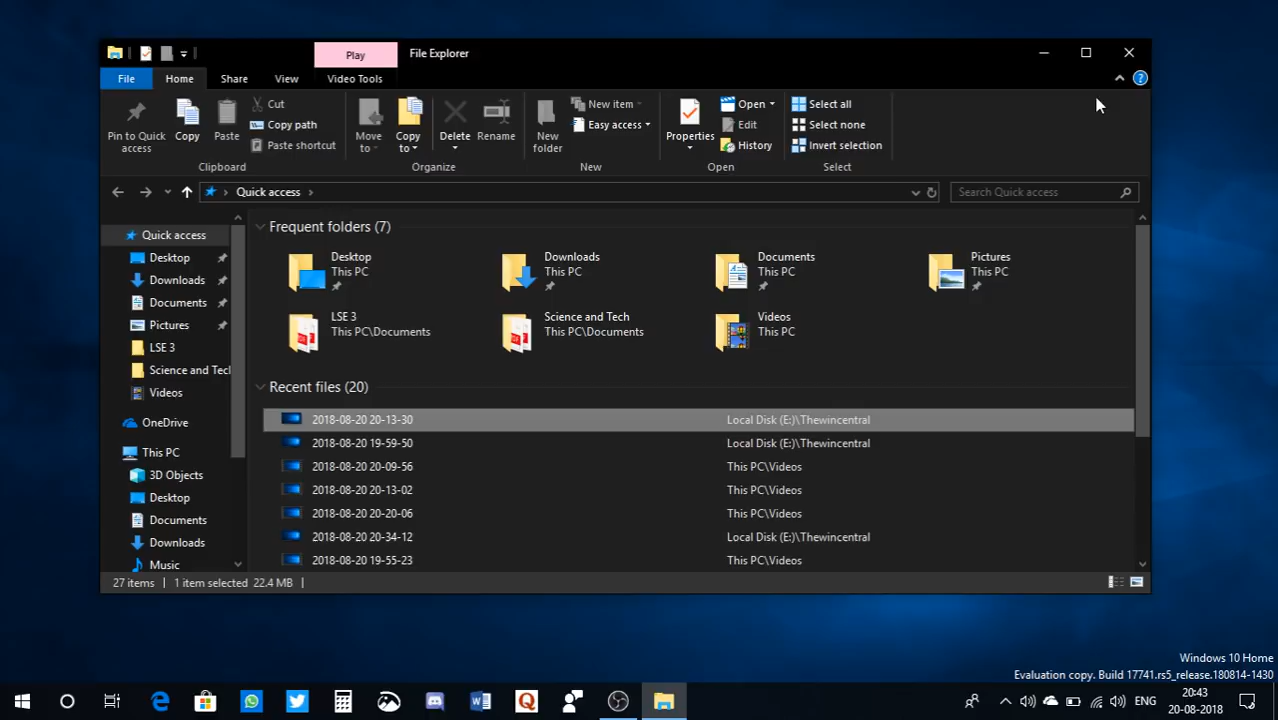 Play
File Explorer
File
Home
Share
View
Video Tools
Pin to Quick
access
Copy
Paste
Cut
Copy path
Paste shortcut
Clipboard
Move
to
Copy
to
Delete
Rename
Organize
New
folder
New item
Easy access
New
Properties
Open
Edit
History
Open
Select all
Select none
Invert selection
Select
Quick access
Search Quick access
Quick access
Desktop
Downloads
Documents
Pictures
LSE 3
Science and Tecl
Videos
OneDrive
This PC
3D Objects
Desktop
Documents
Downloads
Music
Frequent folders (7)
Desktop
This PC
Downloads
This PC
Documents
This PC
Pictures
This PC
LSE 3
This PC\Documents
Science and Tech
This PC\Documents
Videos
This PC
Recent files (20)
2018-08-20 20-13-30 Local Disk (E:)\Thewincentral
2018-08-20 19-59-50 Local Disk (E:)\Thewincentral
2018-08-20 20-09-56 This PC\Videos
2018-08-20 20-13-02 This PC\Videos
2018-08-20 20-20-06 This PC\Videos
2018-08-20 20-34-12 Local Disk (E:)\Thewincentral
2018-08-20 19-55-23 This PC\Videos
27 items 1 item selected 22.4 MB
Windows 10 Home
Evaluation copy. Build 17741.rs5_release.180814-1430
ENG
20:43
20-08-2018